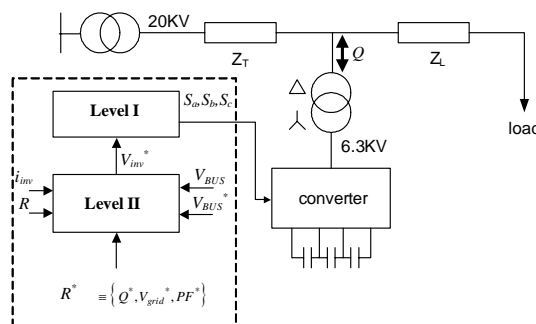 20KV
Z_T
Q
Z_L
load
6.3KV
converter
S_a,S_b,S_c
Level I
V_inv^*
i_inv
R
Level II
V_BUS
V_BUS^*
R^* ≡{Q^*,V_grid^*,PF^*}